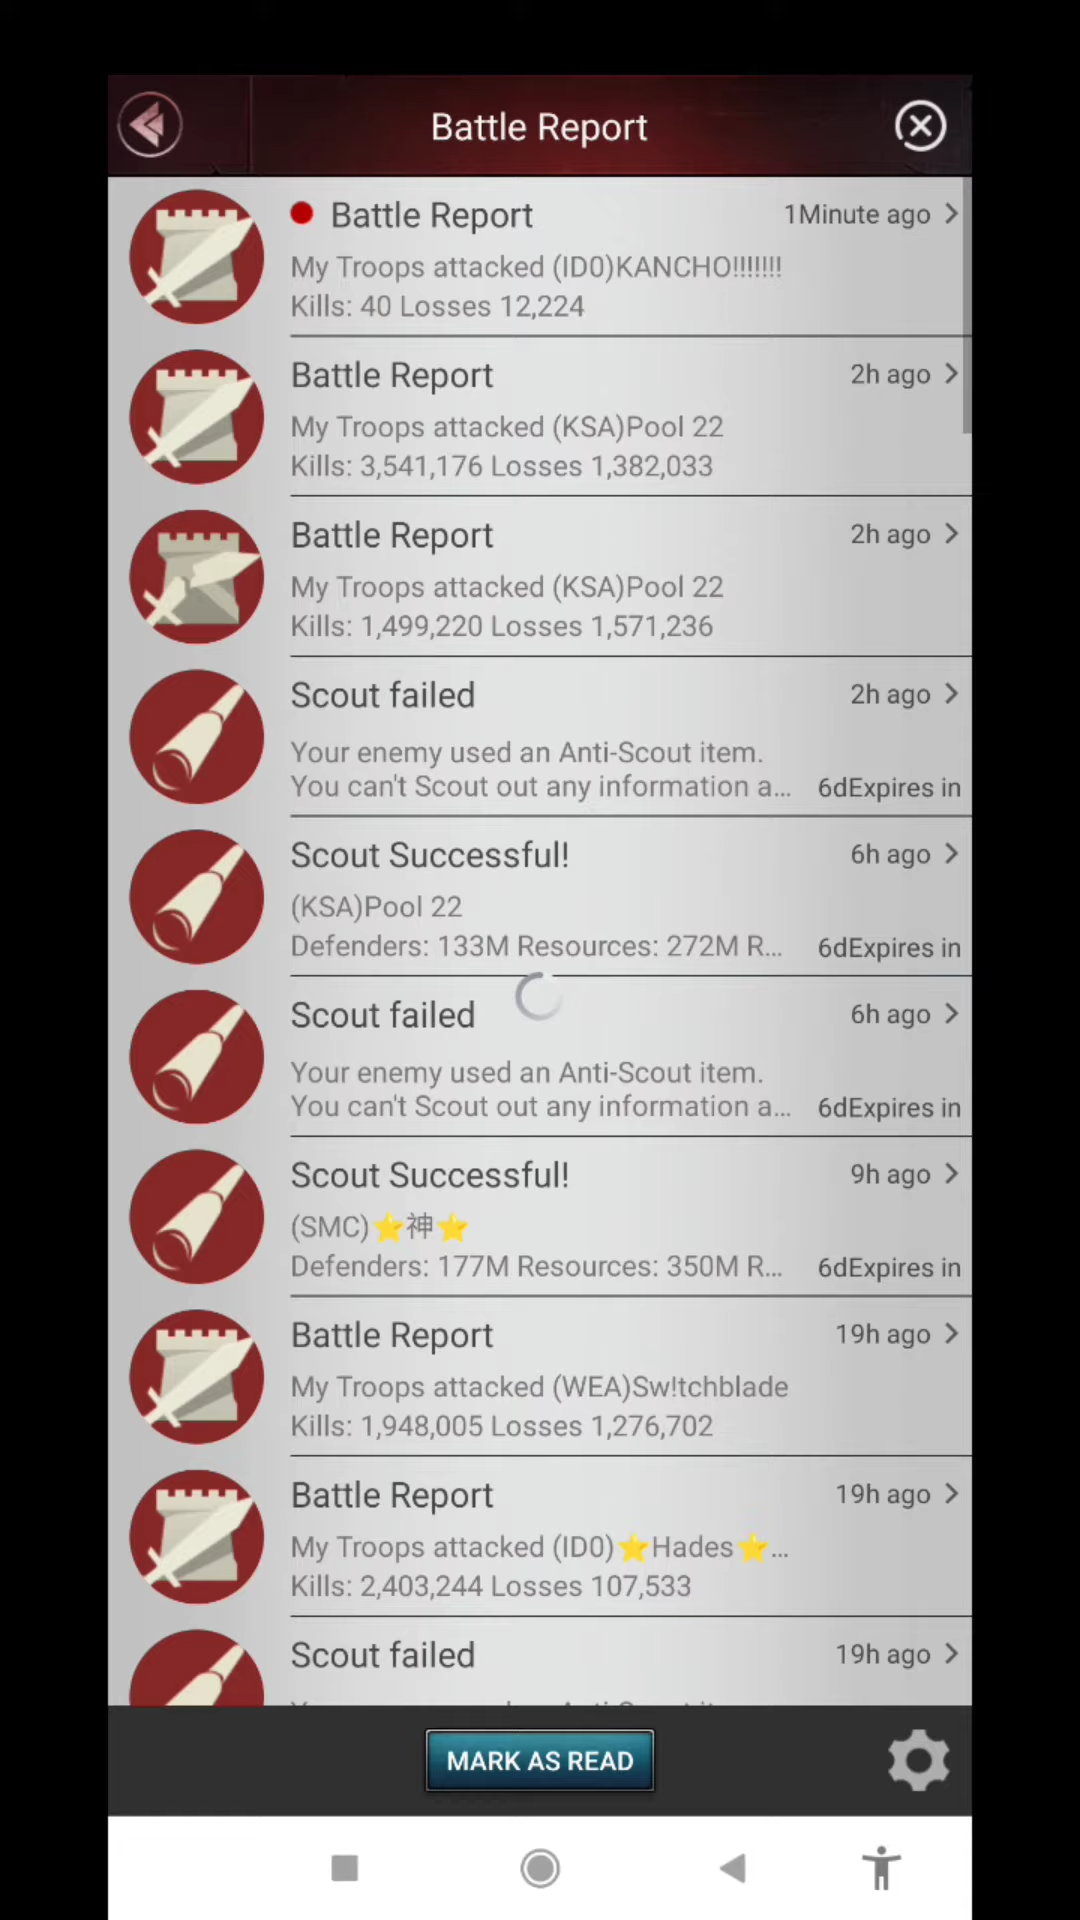 Battle Report
Battle Report
1Minute ago
My Troops attacked (ID0)KANCHO!!!!!!!
Kills: 40 Losses 12,224
Battle Report
2h ago
My Troops attacked (KSA)Pool 22
Kills: 3,541,176 Losses 1,382,033
Battle Report
2h ago
My Troops attacked (KSA)Pool 22
Kills: 1,499,220 Losses 1,571,236
Scout failed
2h ago
Your enemy used an Anti-Scout item.
You can't Scout out any information a...
6dExpires in
Scout Successful!
6h ago
(KSA)Pool 22
Defenders: 133M Resources: 272M R...
6dExpires in
Scout failed
6h ago
Your enemy used an Anti-Scout item.
You can't Scout out any information a...
6dExpires in
Scout Successful!
9h ago
(SMC)⭐神⭐
Defenders: 177M Resources: 350M R...
6dExpires in
Battle Report
19h ago
My Troops attacked (WEA)Sw!tchblade
Kills: 1,948,005 Losses 1,276,702
Battle Report
19h ago
My Troops attacked (ID0)⭐Hades⭐...
Kills: 2,403,244 Losses 107,533
Scout failed
19h ago
MARK AS READ